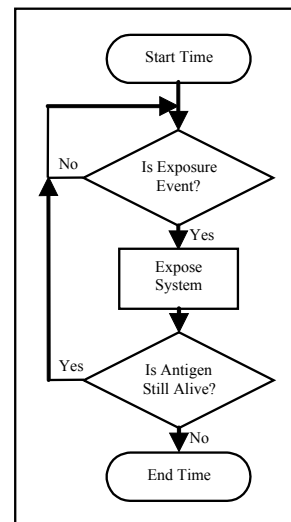 Start Time
No
Is Exposure
Event?
Yes
Expose
System
Yes
Is Antigen
Still Alive?
No
End Time